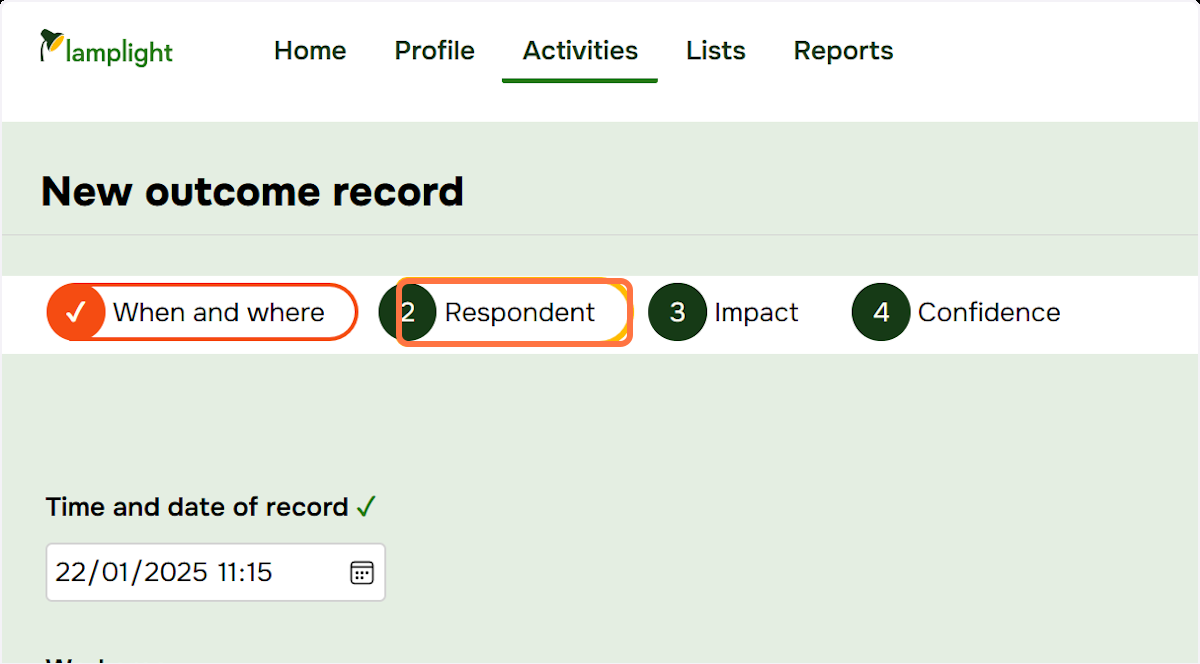 lamplight Home Profile Activities Lists Reports
New outcome record
✓ When and where 2 Respondent 3 Impact 4 Confidence
Time and date of record ✓
22/01/2025 11:15